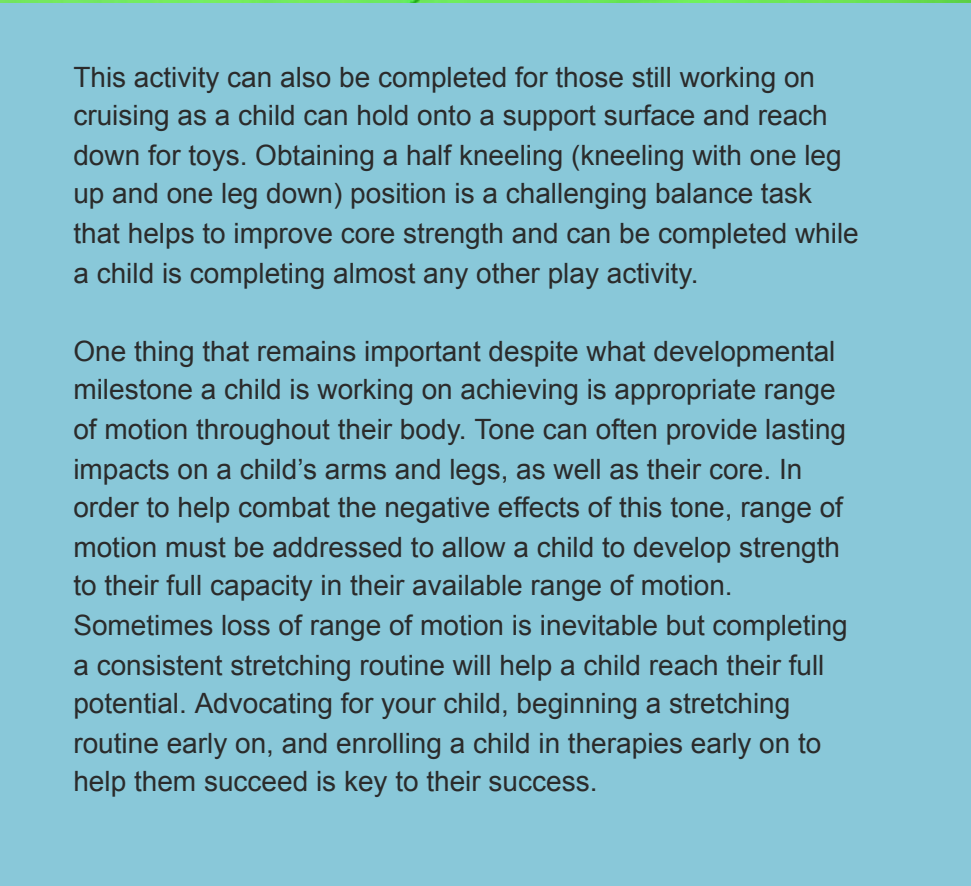 This activity can also be completed for those still working on
cruising as a child can hold onto a support surface and reach
down for toys. Obtaining a half kneeling (kneeling with one leg
up and one leg down) position is a challenging balance task
that helps to improve core strength and can be completed while
a child is completing almost any other play activity.

One thing that remains important despite what developmental
milestone a child is working on achieving is appropriate range
of motion throughout their body. Tone can often provide lasting
impacts on a child’s arms and legs, as well as their core. In
order to help combat the negative effects of this tone, range of
motion must be addressed to allow a child to develop strength
to their full capacity in their available range of motion.
Sometimes loss of range of motion is inevitable but completing
a consistent stretching routine will help a child reach their full
potential. Advocating for your child, beginning a stretching
routine early on, and enrolling a child in therapies early on to
help them succeed is key to their success.